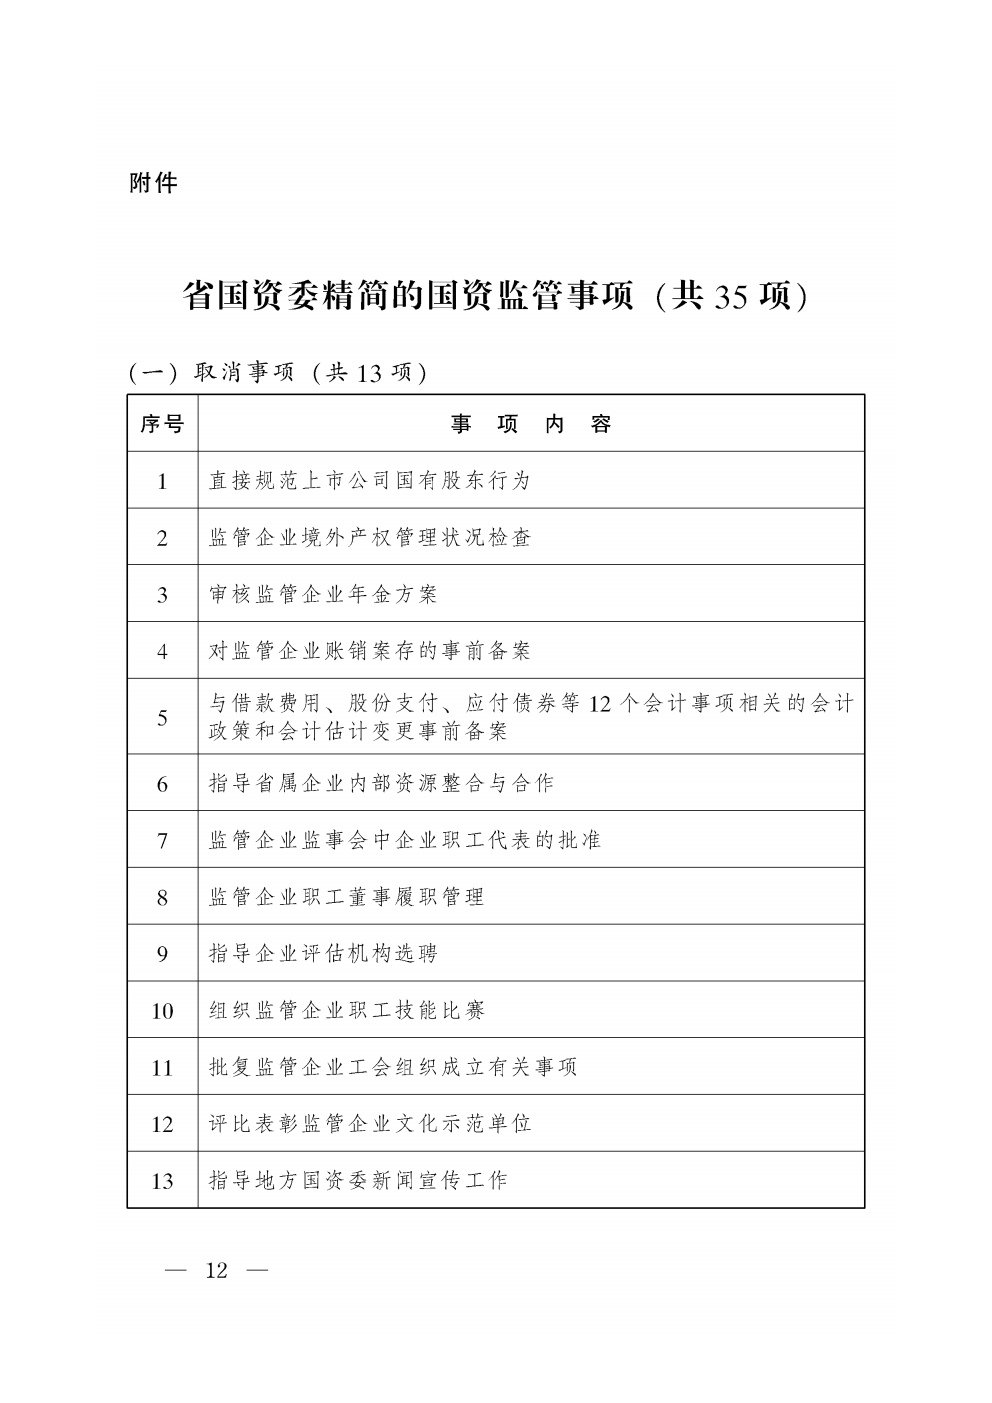 附件
省国资委精简的国资监管事项（共 35 项）
（一）取消事项（共 13 项）
序号 事 项 内 容
1 直接规范上市公司国有股东行为
2 监管企业境外产权管理状况检查
3 审核监管企业年金方案
4 对监管企业账销案存的事前备案
5 与借款费用、股份支付、应付债券等 12 个会计事项相关的会计
政策和会计估计变更事前备案
6 指导省属企业内部资源整合与合作
7 监管企业监事会中企业职工代表的批准
8 监管企业职工董事履职管理
9 指导企业评估机构选聘
10 组织监管企业职工技能比赛
11 批复监管企业工会组织成立有关事项
12 评比表彰监管企业文化示范单位
13 指导地方国资委新闻宣传工作
— 12 —